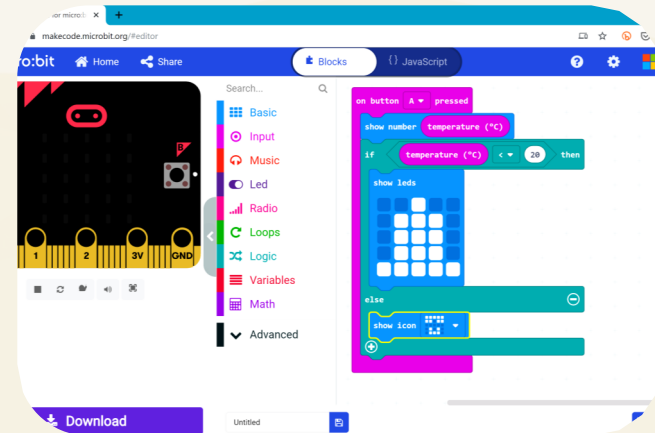 or micro:b × +
makecode.microbit.org/#editor
ro:bit Home Share Blocks {} JavaScript ?
Search...
Basic
Input
Music
Led
Radio
Loops
Logic
Variables
Math
Advanced
B
1 2 3V GND
on button A pressed
show number temperature (°C)
if temperature (°C) < 20 then
show leds
else
show icon
Download
Untitled